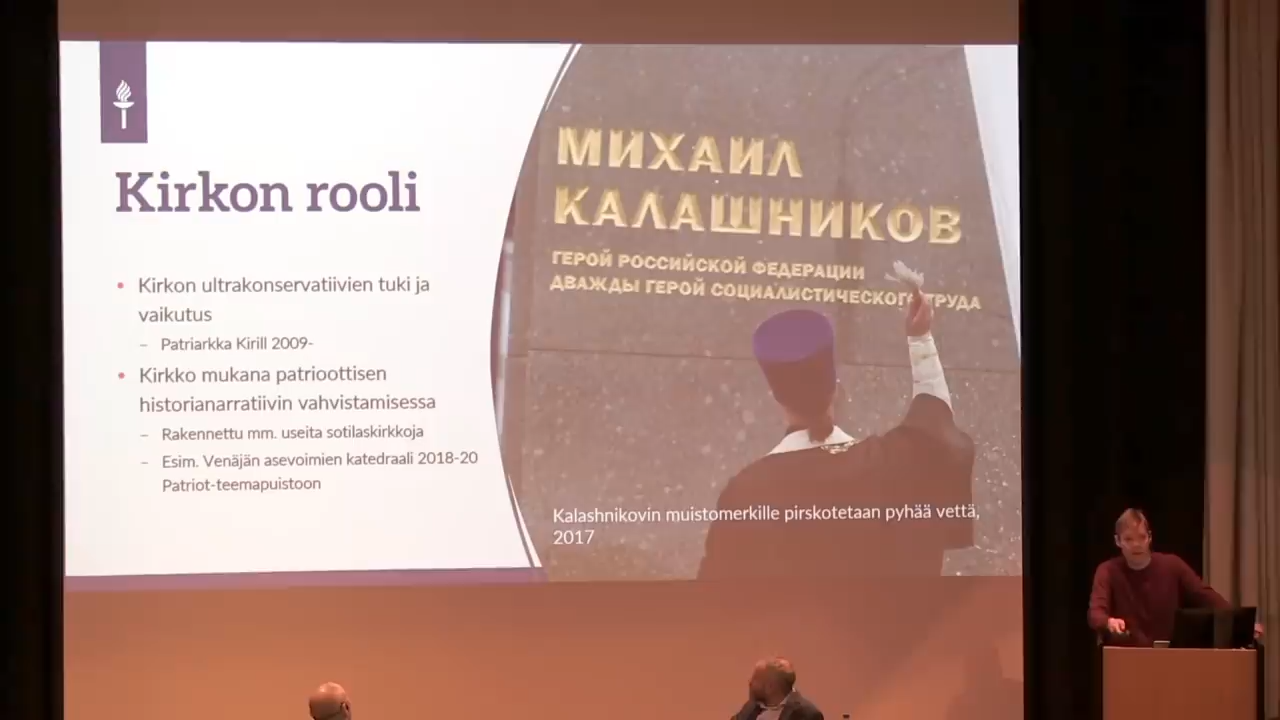 Kirkon rooli
• Kirkon ultrakonservatiivien tuki ja
vaikutus
– Patriarkka Kirill 2009-
• Kirkko mukana patrioottisen
historianarratiivin vahvistamisessa
– Rakennettu mm. useita sotilaskirkkoja
– Esim. Venäjän asevoimien katedraali 2018-20
Patriot-teemapuistoon
МИХАИЛ
КАЛАШНИКОВ
ГЕРОЙ РОССИЙСКОЙ ФЕДЕРАЦИИ
ДВАЖДЫ ГЕРОЙ СОЦИАЛИСТИЧЕСКОГО ТРУДА
Kalashnikovin muistomerkille pirskotetaan pyhää vettä,
2017